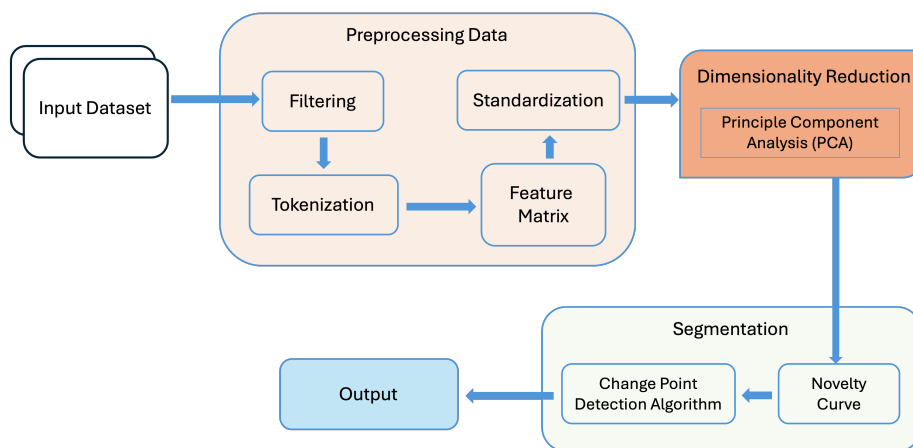 Preprocessing Data
Input Dataset
Filtering
Standardization
Tokenization
Feature
Matrix
Dimensionality Reduction
Principle Component
Analysis (PCA)
Segmentation
Novelty
Curve
Change Point
Detection Algorithm
Output